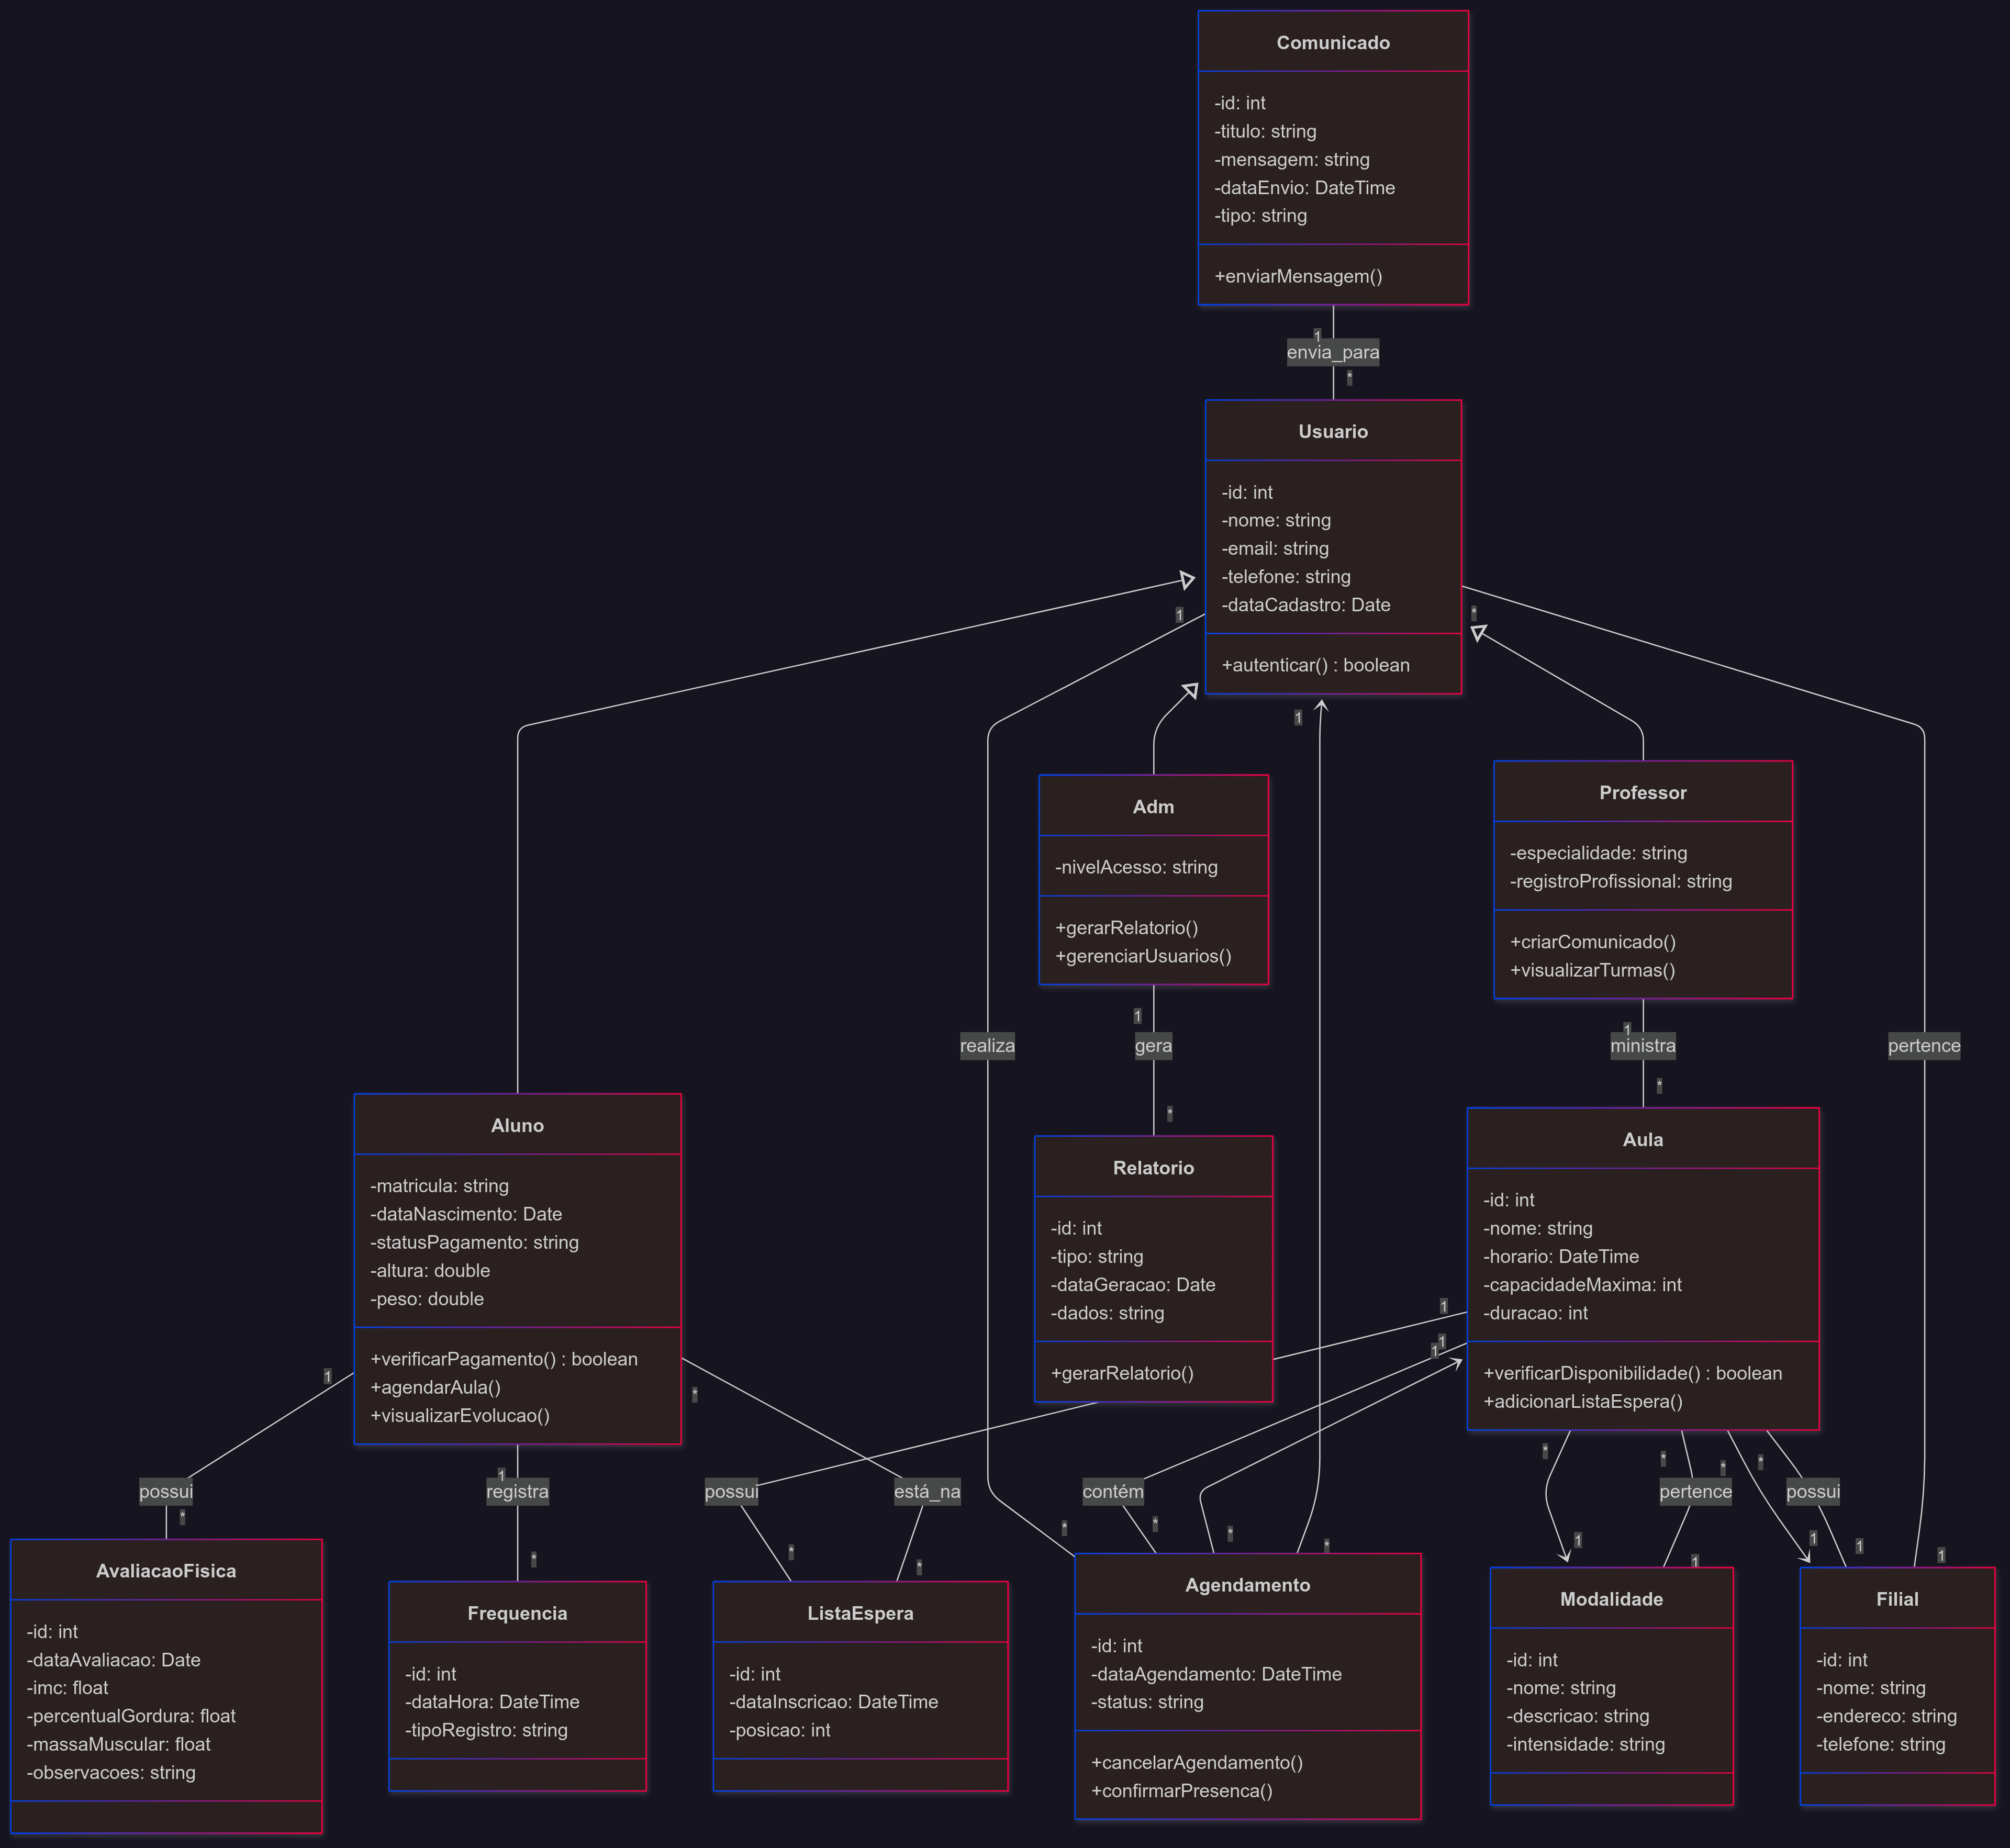 Comunicado
-id: int
-titulo: string
-mensagem: string
-dataEnvio: DateTime
-tipo: string
+enviarMensagem()
1
envia_para
*
Usuario
-id: int
-nome: string
-email: string
-telefone: string
-dataCadastro: Date
+autenticar() : boolean
1
*
1
Adm
-nivelAcesso: string
+gerarRelatorio()
+gerenciarUsuarios()
Professor
-especialidade: string
-registroProfissional: string
+criarComunicado()
+visualizarTurmas()
realiza
1
gera
*
1
ministra
*
pertence
Aluno
-matricula: string
-dataNascimento: Date
-statusPagamento: string
-altura: double
-peso: double
+verificarPagamento() : boolean
+agendarAula()
+visualizarEvolucao()
Relatorio
-id: int
-tipo: string
-dataGeracao: Date
-dados: string
+gerarRelatorio()
Aula
-id: int
-nome: string
-horario: DateTime
-capacidadeMaxima: int
-duracao: int
+verificarDisponibilidade() : boolean
+adicionarListaEspera()
1
1
1
1
*
possui
*
1
registra
*
possui
*
está_na
*
*
contém
*
*
*
*
1
*
pertence
1
*
*
1
possui
1
1
AvaliacaoFisica
-id: int
-dataAvaliacao: Date
-imc: float
-percentualGordura: float
-massaMuscular: float
-observacoes: string
Frequencia
-id: int
-dataHora: DateTime
-tipoRegistro: string
ListaEspera
-id: int
-dataInscricao: DateTime
-posicao: int
Agendamento
-id: int
-dataAgendamento: DateTime
-status: string
+cancelarAgendamento()
+confirmarPresenca()
Modalidade
-id: int
-nome: string
-descricao: string
-intensidade: string
Filial
-id: int
-nome: string
-endereco: string
-telefone: string